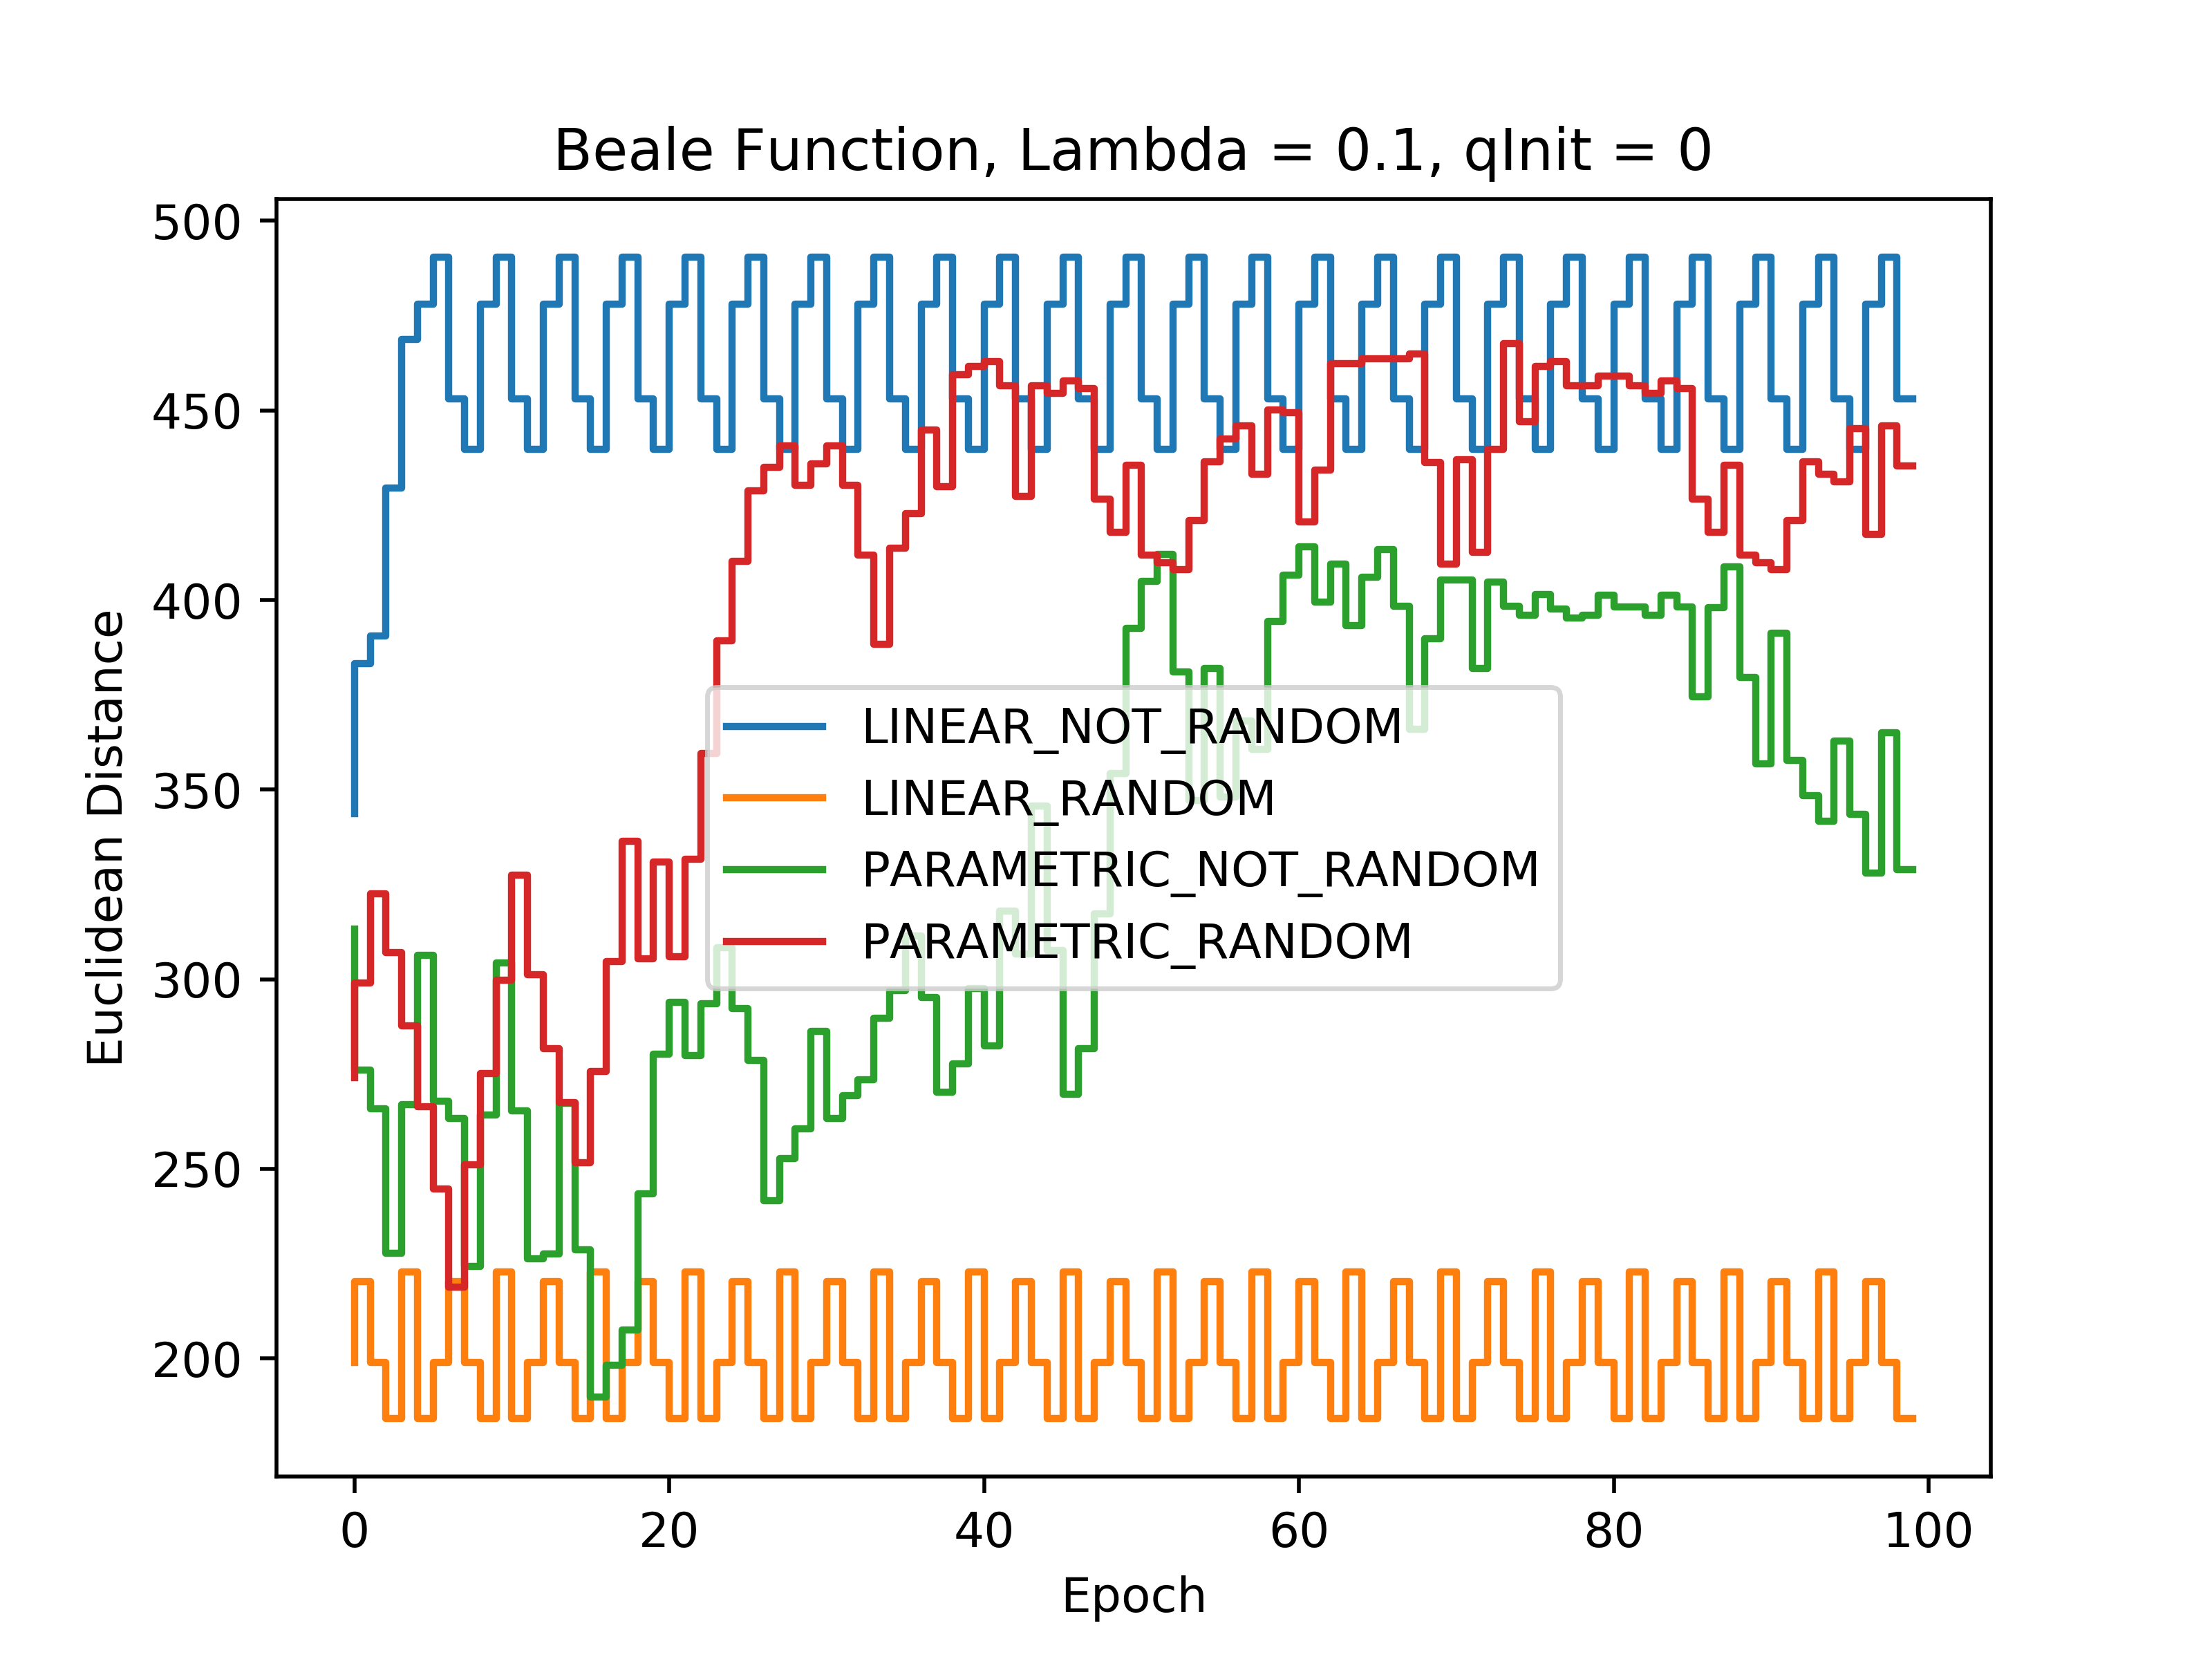 Beale Function, Lambda = 0.1, qInit = 0
500
450
400
350
300
250
200
Euclidean Distance
LINEAR_NOT_RANDOM
LINEAR_RANDOM
PARAMETRIC_NOT_RANDOM
PARAMETRIC_RANDOM
0 20 40 60 80 100
Epoch